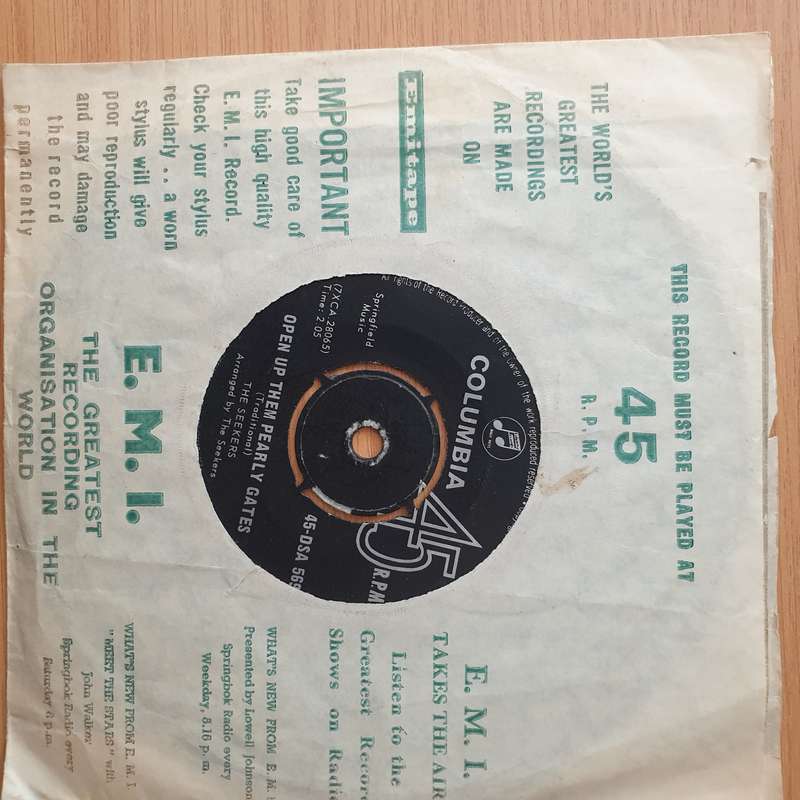 THIS RECORD MUST BE PLAYED AT
45
R. P. M.
THE WORLD'S
GREATEST
RECORDINGS
ARE MADE
ON
Emitape
IMPORTANT
Take good care of
this high quality
E. M. I. Record.
Check your stylus
regularly .. a worn
stylus will give
poor reproduction
and may damage
the record
permanently
COLUMBIA
45
R.P.M
Springfield
Music
(7XCA 28065)
Time: 2.05
45-DSA 569
OPEN UP THEM PEARLY GATES
(Traditional)
THE SEEKERS
Arranged by The Seekers
E. M. I.
THE GREATEST
RECORDING
ORGANISATION IN THE
WORLD
E. M. I.
TAKES THE AIR
Listen to the
Greatest Record
Shows on Radio
WHAT'S NEW FROM E. M. I
Presented by Lowell Johnson
Springbok Radio every
Weekday, 8.15 p. m.
WHAT'S NEW FROM E. M. I.
"MEET THE STARS" with
John Walker
Springbok Radio every
Saturday 6 p.m.